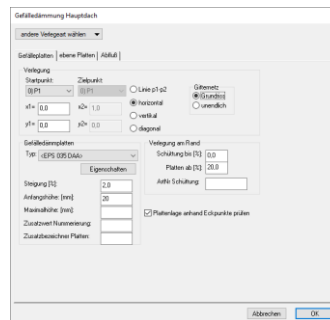 Gefälledämmung Hauptdach
andere Verlegeart wählen
Gefälleplatten ebene Platten Abfluß
Verlegung
Startpunkt: Zielpunkt
0) P1 0) P1
Linie p1-p2
horizontal
vertikal
diagonal
Gitternetz
Grundriss
unendlich
x1= 0,0 x2= 1,0
y1= 0,0 y2= 0,0
Gefälledämmplatten
Typ: <EPS 035 DAA>
Eigenschaften
Steigung [%]: 2,0
Anfangshöhe: [mm] 20
Maximalhöhe: [mm]
Zusatzwert Nummerierung:
Zusatzbezeichner Platten:
Verlegung am Rand
Schüttung bis [%]: 0,0
Platten ab [%]: 20,0
Schüttung:
Plattenlage anhand Eckpunkte prüfen
Abbrechen OK